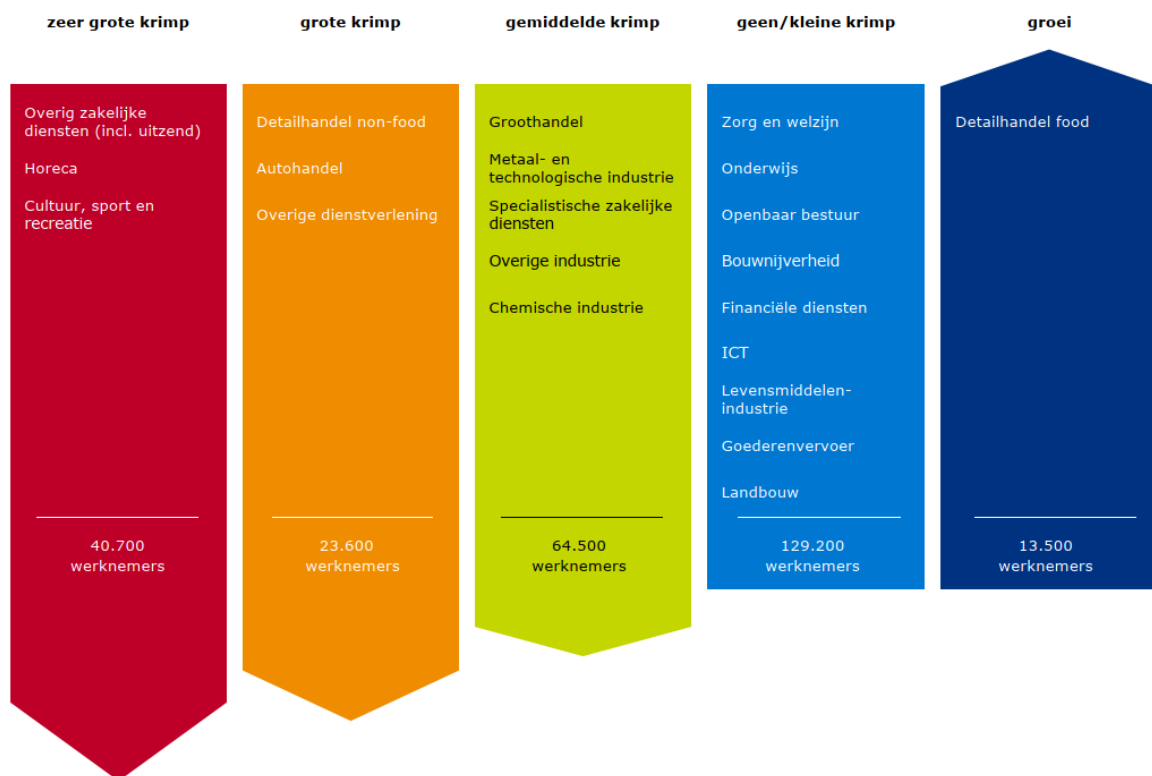 zeer grote krimp
grote krimp
gemiddelde krimp
geen/kleine krimp
groei
Overig zakelijke
diensten (incl. uitzend)
Horeca
Cultuur, sport en
recreatie
40.700
werknemers
Detailhandel non-food
Autohandel
Overige dienstverlening
23.600
werknemers
Groothandel
Metaal- en
technologische industrie
Specialistische zakelijke
diensten
Overige industrie
Chemische industrie
64.500
werknemers
Zorg en welzijn
Onderwijs
Openbaar bestuur
Bouwnijverheid
Financiële diensten
ICT
Levensmiddelen-
industrie
Goederenvervoer
Landbouw
129.200
werknemers
Detailhandel food
13.500
werknemers